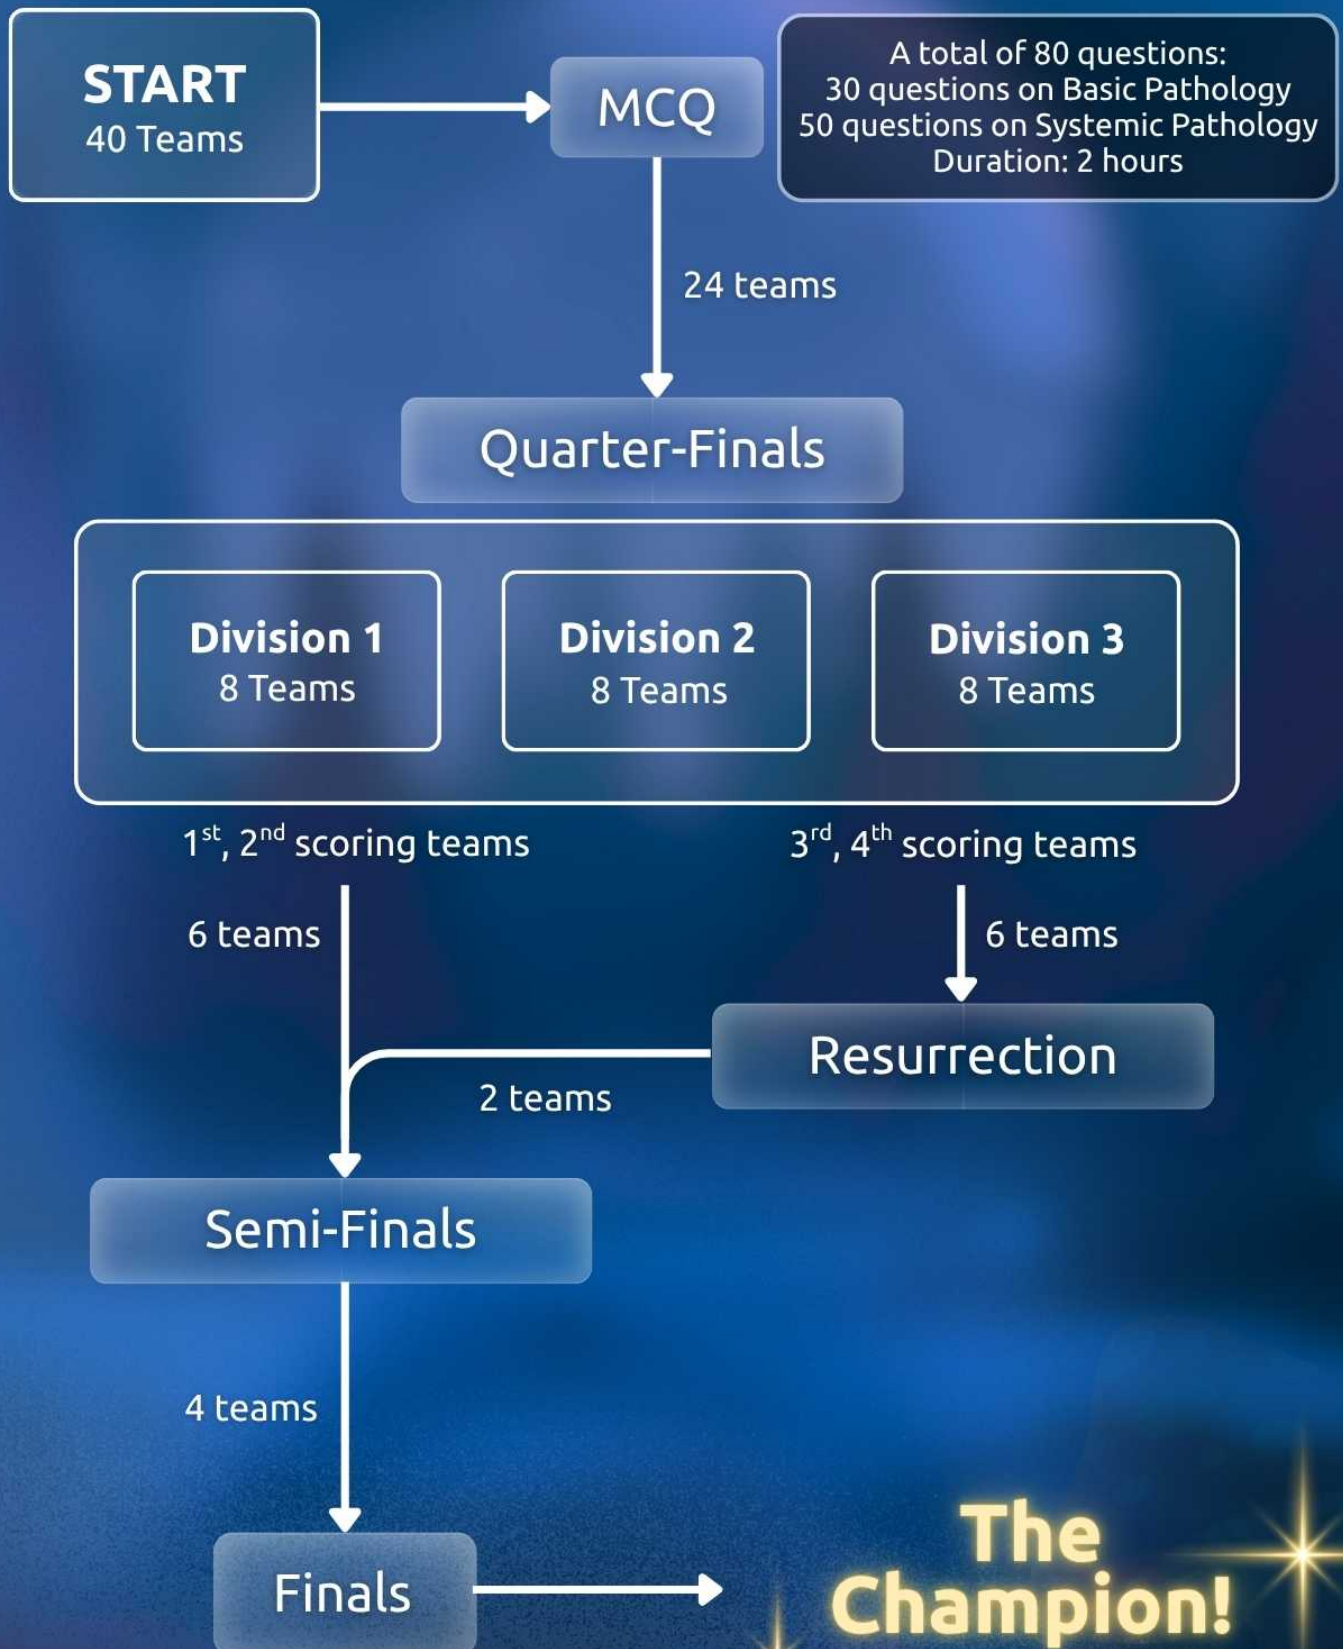 START
40 Teams
MCQ
A total of 80 questions:
30 questions on Basic Pathology
50 questions on Systemic Pathology
Duration: 2 hours
24 teams
Quarter-Finals
Division 1
8 Teams
Division 2
8 Teams
Division 3
8 Teams
1st, 2nd scoring teams
3rd, 4th scoring teams
6 teams
6 teams
Resurrection
2 teams
Semi-Finals
4 teams
Finals
The
Champion!